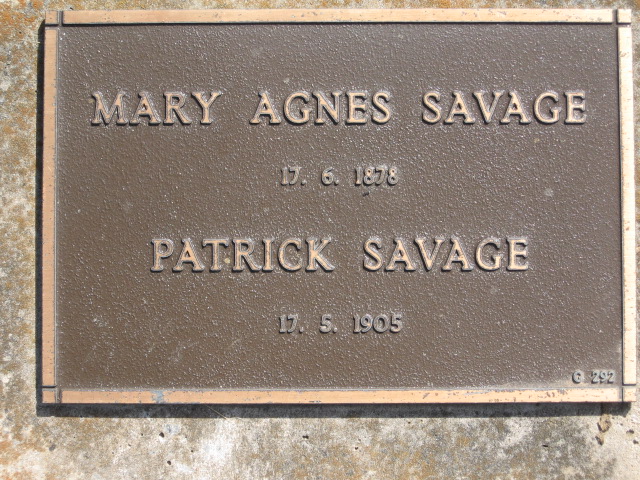 MARY AGNES SAVAGE
17. 6. 1878
PATRICK SAVAGE
17. 5. 1905
G 292